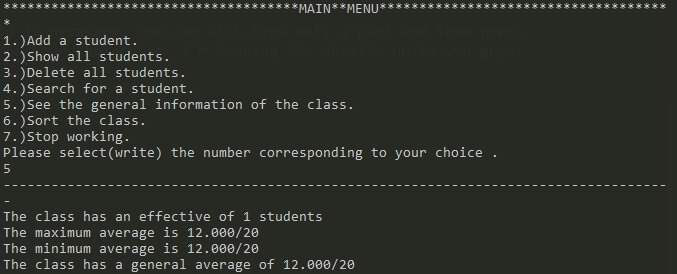 *************************************MAIN**MENU************************************
*
1.)Add a student.
2.)Show all students.
3.)Delete all students.
4.)Search for a student.
5.)See the general information of the class.
6.)Sort the class.
7.)Stop working.
Please select(write) the number corresponding to your choice .
5
-----------------------------------------------------------------------------------
-
The class has an effective of 1 students
The maximum average is 12.000/20
The minimum average is 12.000/20
The class has a general average of 12.000/20